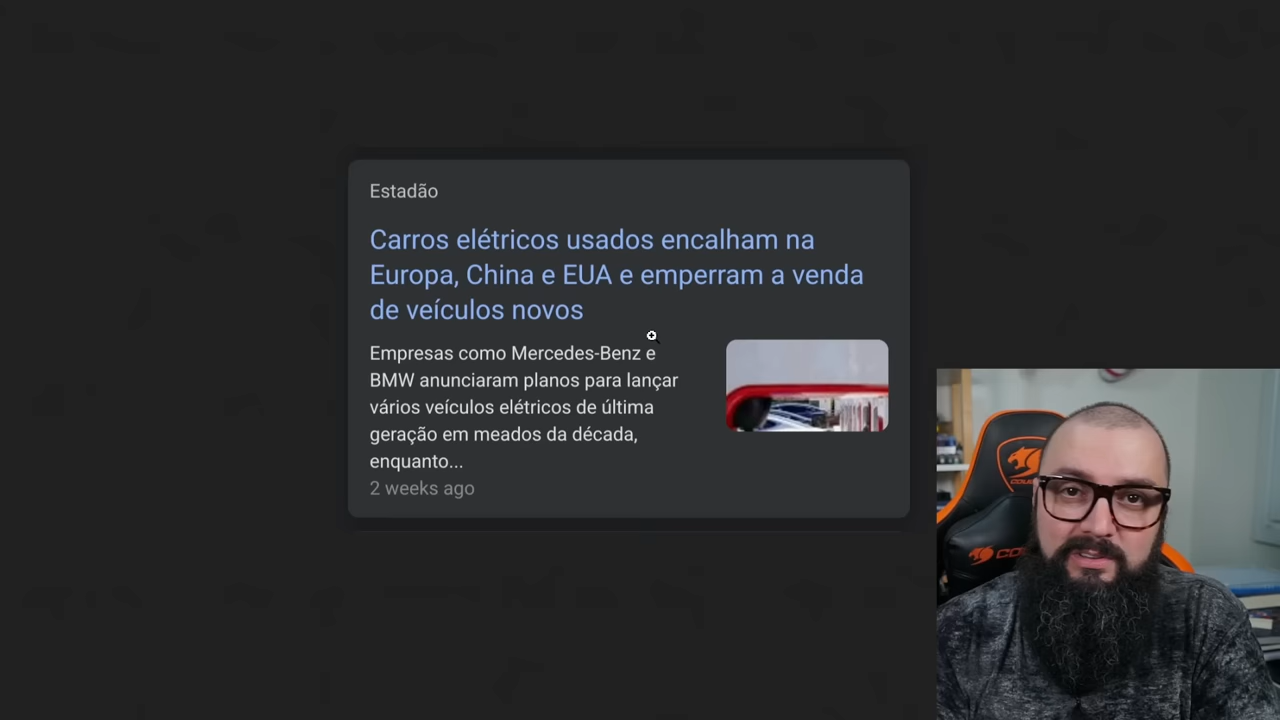 Estadão
Carros elétricos usados encalham na
Europa, China e EUA e emperram a venda
de veículos novos
Empresas como Mercedes-Benz e
BMW anunciaram planos para lançar
vários veículos elétricos de última
geração em meados da década,
enquanto...
2 weeks ago